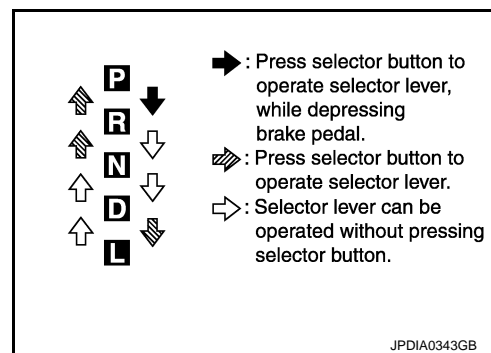 P
R
N
D
L
: Press selector button to
operate selector lever,
while depressing
brake pedal.
: Press selector button to
operate selector lever.
: Selector lever can be
operated without pressing
selector button.
JPDIA0343GB